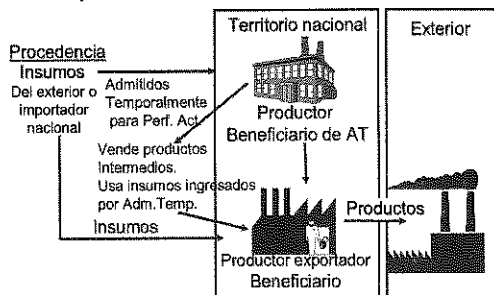 Procedencia
Insumos
Del exterior o
importador
nacional
Admitidos
Temporalmente
para Perf. Act.
Vende productos
Intermedios.
Usa insumos ingresados
por Adm.Temp.
Insumos
Territorio nacional
Productor
Beneficiario de AT
Productor exportador
Beneficiario
Productos
Exterior